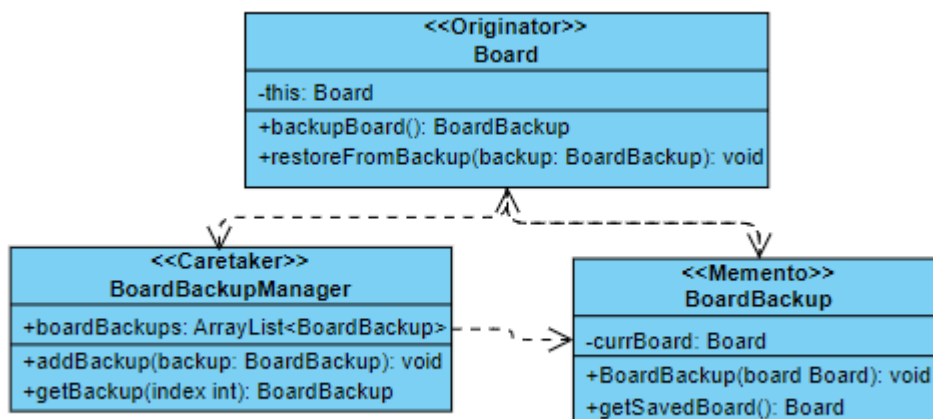 <<Originator>>
Board
-this: Board
+backupBoard(): BoardBackup
+restoreFromBackup(backup: BoardBackup): void
<<Caretaker>>
BoardBackupManager
+boardBackups: ArrayList<BoardBackup>
+addBackup(backup: BoardBackup): void
+getBackup(index int): BoardBackup
<<Memento>>
BoardBackup
-currBoard: Board
+BoardBackup(board Board): void
+getSavedBoard(): Board